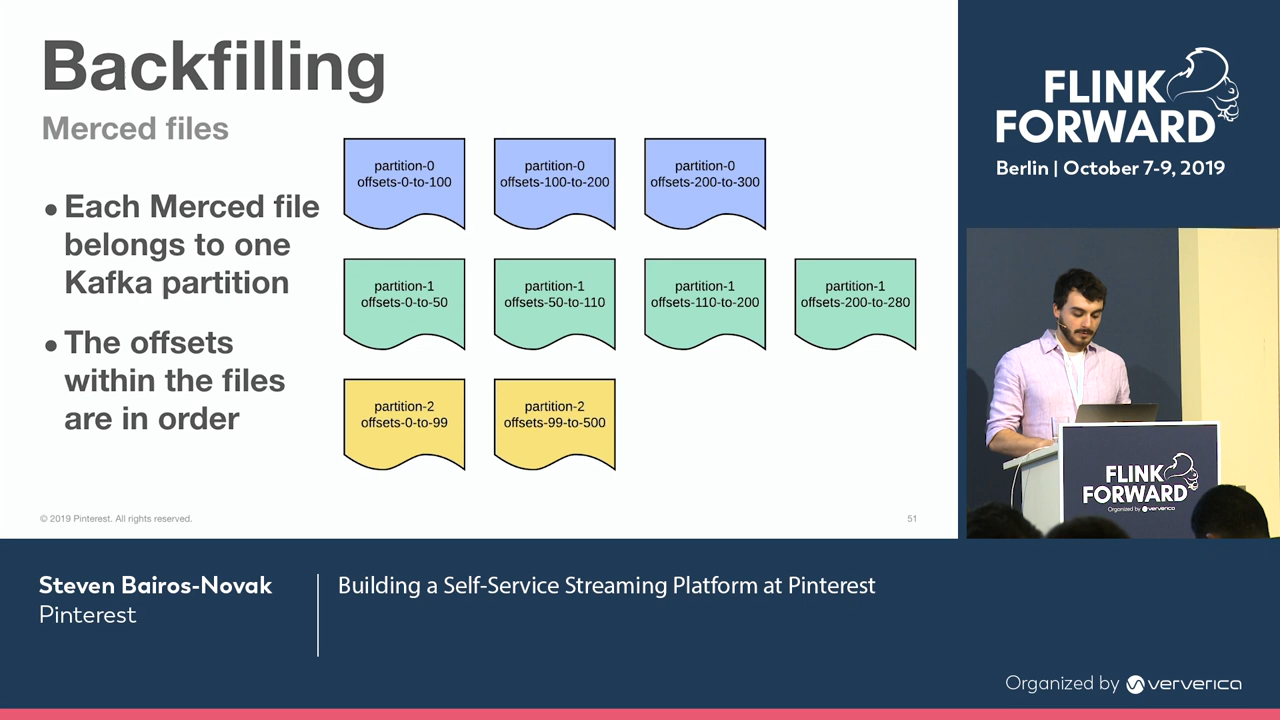 Backfilling
Merced files
• Each Merced file
belongs to one
Kafka partition
• The offsets
within the files
are in order
partition-0
offsets-0-to-100
partition-0
offsets-100-to-200
partition-0
offsets-200-to-300
partition-1
offsets-0-to-50
partition-1
offsets-50-to-110
partition-1
offsets-110-to-200
partition-1
offsets-200-to-280
partition-2
offsets-0-to-99
partition-2
offsets-99-to-500
© 2019 Pinterest. All rights reserved.
51
FLINK
FORWARD
Berlin | October 7-9, 2019
FLINK
FORWARD
Organized by ververica
Steven Bairos-Novak
Pinterest
Building a Self-Service Streaming Platform at Pinterest
Organized by ververica